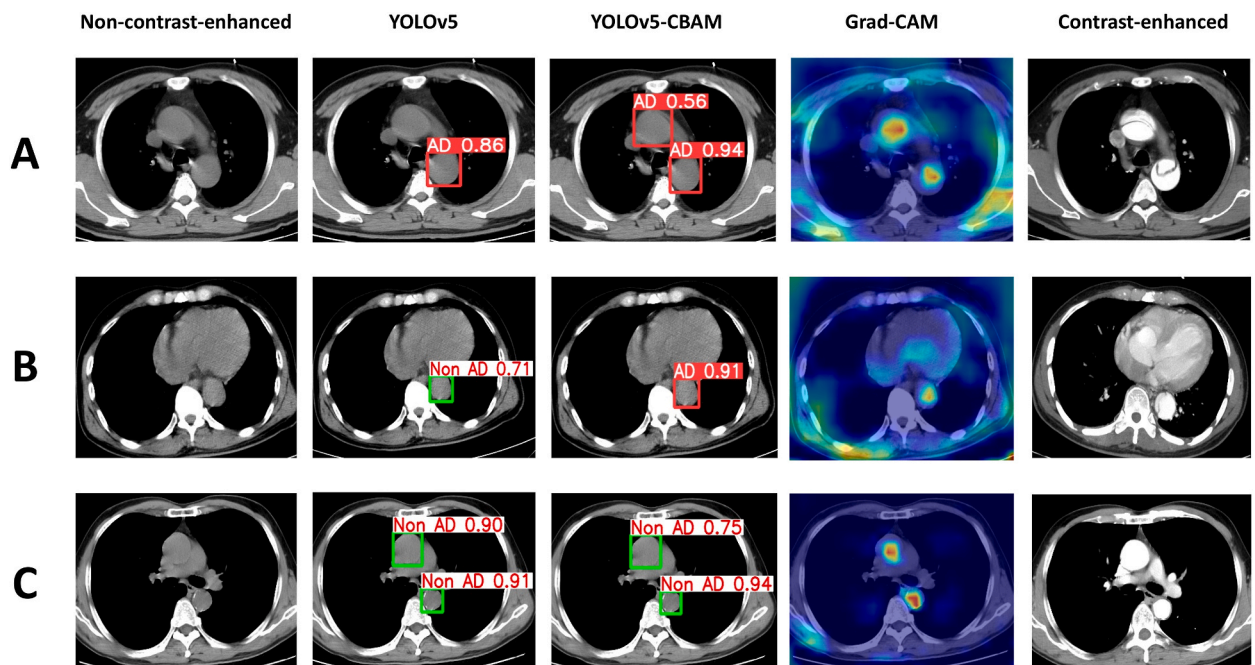 Non-contrast-enhanced YOLOv5 YOLOv5-CBAM Grad-CAM Contrast-enhanced
A
AD 0.86
AD 0.56
AD 0.94
B
Non AD 0.71
AD 0.91
C
Non AD 0.90
Non AD 0.91
Non AD 0.75
Non AD 0.94